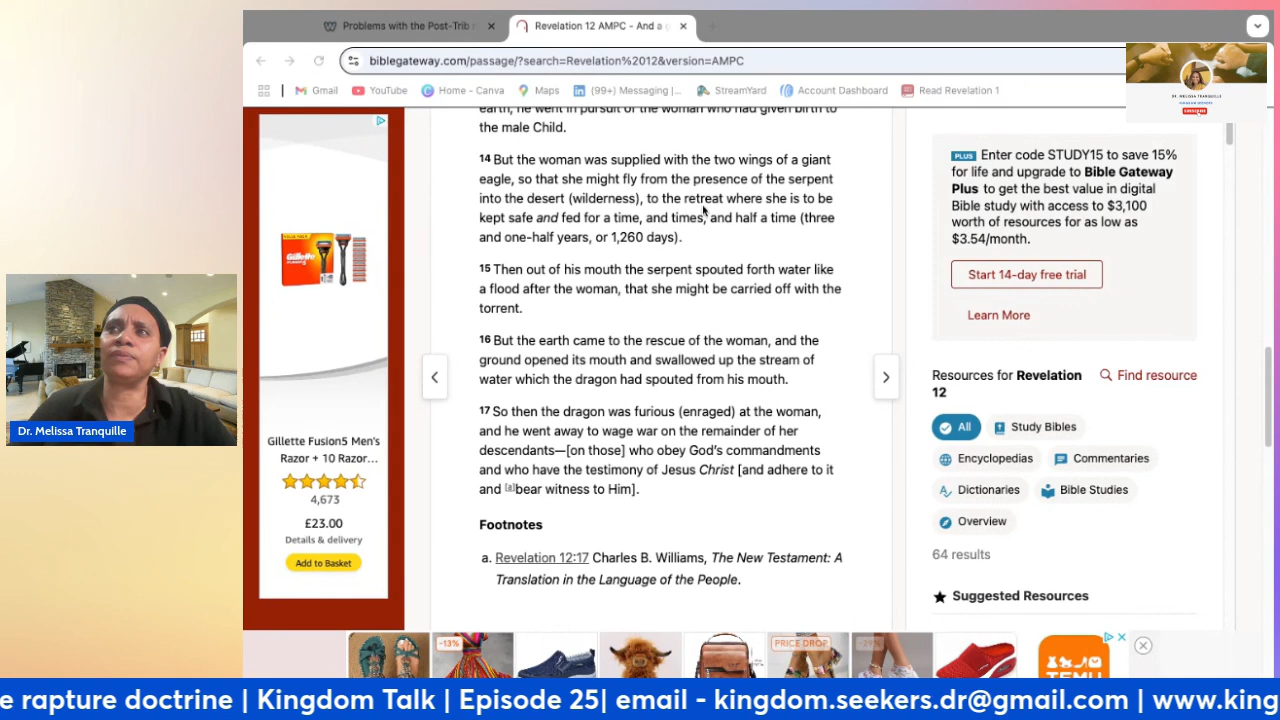 Problems with the Post-Trib
Revelation 12 AMPC - And a
biblegateway.com/passage/?search=Revelation%2012&version=AMPC
Gmail
YouTube
Home - Canva
Maps
(99+) Messaging |...
StreamYard
Account Dashboard
Read Revelation 1
DR. MELISSA TRANQUILLE
SUBSCRIBE
earth, he went in pursuit of the woman who had given birth to
the male Child.
14 But the woman was supplied with the two wings of a giant
eagle, so that she might fly from the presence of the serpent
into the desert (wilderness), to the retreat where she is to be
kept safe and fed for a time, and times, and half a time (three
and one-half years, or 1,260 days).
15 Then out of his mouth the serpent spouted forth water like
a flood after the woman, that she might be carried off with the
torrent.
16 But the earth came to the rescue of the woman, and the
ground opened its mouth and swallowed up the stream of
water which the dragon had spouted from his mouth.
17 So then the dragon was furious (enraged) at the woman,
and he went away to wage war on the remainder of her
descendants—[on those] who obey God's commandments
and who have the testimony of Jesus Christ [and adhere to it
and [a]bear witness to Him].
Footnotes
a. Revelation 12:17 Charles B. Williams, The New Testament: A
Translation in the Language of the People.
PLUS Enter code STUDY15 to save 15%
for life and upgrade to Bible Gateway
Plus to get the best value in digital
Bible study with access to $3,100
worth of resources for as low as
$3.54/month.
Start 14-day free trial
Learn More
Resources for Revelation
12
Find resource
All
Study Bibles
Encyclopedias
Commentaries
Dictionaries
Bible Studies
Overview
64 results
Suggested Resources
Gillette
Gillette Fusion5 Men's
Razor + 10 Razor...
4,673
£23.00
Details & delivery
Add to Basket
Dr. Melissa Tranquille
-13%
PRICE DROP
-29%
TEMU
e rapture doctrine | Kingdom Talk | Episode 25| email - kingdom.seekers.dr@gmail.com | www.king